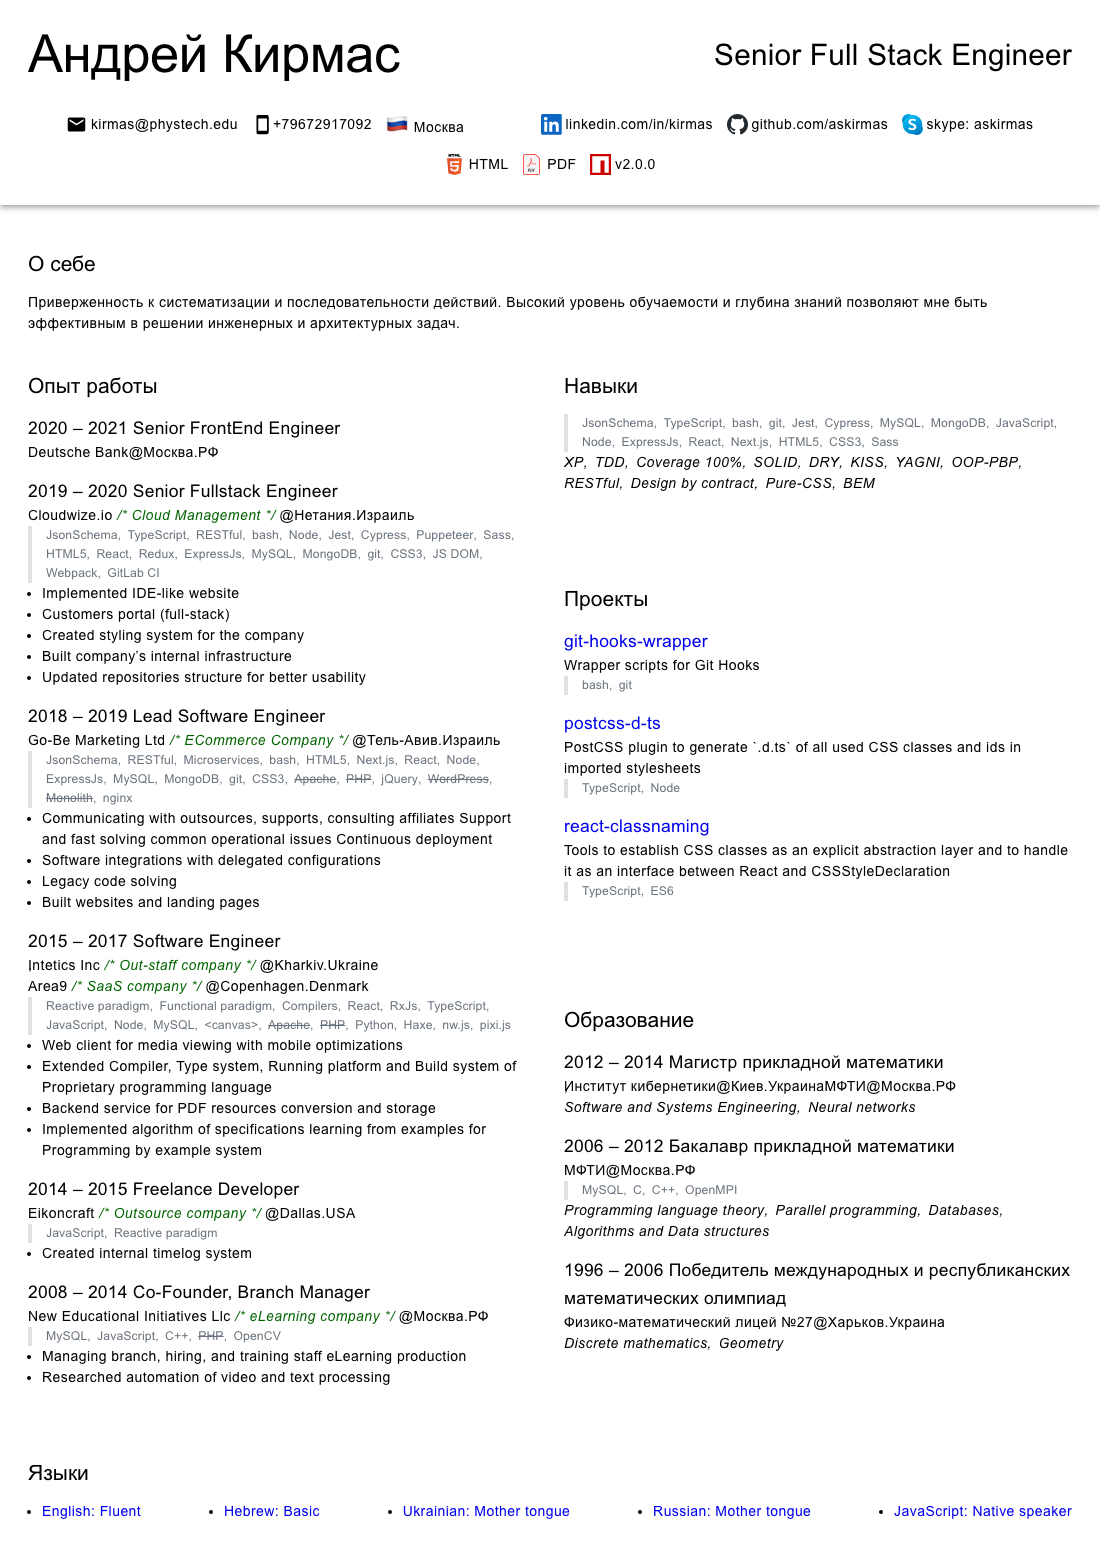 Андрей Кирмас
Senior Full Stack Engineer
kirmas@phystech.edu
+79672917092
Москва
linkedin.com/in/kirmas
github.com/askirmas
skype: askirmas
HTML
PDF
v2.0.0
О себе
Приверженность к систематизации и последовательности действий. Высокий уровень обучаемости и глубина знаний позволяют мне быть
эффективным в решении инженерных и архитектурных задач.
Опыт работы
2020 – 2021 Senior FrontEnd Engineer
Deutsche Bank@Москва.РФ
2019 – 2020 Senior Fullstack Engineer
Cloudwize.io /* Cloud Management */ @Нетания.Израиль
JsonSchema, TypeScript, RESTful, bash, Node, Jest, Cypress, Puppeteer, Sass,
HTML5, React, Redux, ExpressJs, MySQL, MongoDB, git, CSS3, JS DOM,
Webpack, GitLab CI
• Implemented IDE-like website
• Customers portal (full-stack)
• Created styling system for the company
• Built company's internal infrastructure
• Updated repositories structure for better usability
2018 – 2019 Lead Software Engineer
Go-Be Marketing Ltd /* ECommerce Company */ @Тель-Авив.Израиль
JsonSchema, RESTful, Microservices, bash, HTML5, Next.js, React, Node,
ExpressJs, MySQL, MongoDB, git, CSS3, Apache, PHP, jQuery, WordPress,
Monolith, nginx
• Communicating with outsources, supports, consulting affiliates Support
and fast solving common operational issues Continuous deployment
• Software integrations with delegated configurations
• Legacy code solving
• Built websites and landing pages
2015 – 2017 Software Engineer
Intetics Inc /* Out-staff company */ @Kharkiv.Ukraine
Area9 /* SaaS company */ @Copenhagen.Denmark
Reactive paradigm, Functional paradigm, Compilers, React, RxJs, TypeScript,
JavaScript, Node, MySQL, <canvas>, Apache, PHP, Python, Haxe, nw.js, pixi.js
• Web client for media viewing with mobile optimizations
• Extended Compiler, Type system, Running platform and Build system of
Proprietary programming language
• Backend service for PDF resources conversion and storage
• Implemented algorithm of specifications learning from examples for
Programming by example system
2014 – 2015 Freelance Developer
Eikoncraft /* Outsource company */ @Dallas.USA
JavaScript, Reactive paradigm
• Created internal timelog system
2008 – 2014 Co-Founder, Branch Manager
New Educational Initiatives Llc /* eLearning company */ @Москва.РФ
MySQL, JavaScript, C++, PHP, OpenCV
• Managing branch, hiring, and training staff eLearning production
• Researched automation of video and text processing
Навыки
JsonSchema, TypeScript, bash, git, Jest, Cypress, MySQL, MongoDB, JavaScript,
Node, ExpressJs, React, Next.js, HTML5, CSS3, Sass
XP, TDD, Coverage 100%, SOLID, DRY, KISS, YAGNI, OOP-PBP,
RESTful, Design by contract, Pure-CSS, BEM
Проекты
git-hooks-wrapper
Wrapper scripts for Git Hooks
bash, git
postcss-d-ts
PostCSS plugin to generate `.d.ts` of all used CSS classes and ids in
imported stylesheets
TypeScript, Node
react-classnaming
Tools to establish CSS classes as an explicit abstraction layer and to handle
it as an interface between React and CSSStyleDeclaration
TypeScript, ES6
Образование
2012 – 2014 Магистр прикладной математики
Институт кибернетики@Киев.УкраинаМФТИ@Москва.РФ
Software and Systems Engineering, Neural networks
2006 – 2012 Бакалавр прикладной математики
МФТИ@Москва.РФ
MySQL, C, C++, OpenMPI
Programming language theory, Parallel programming, Databases,
Algorithms and Data structures
1996 – 2006 Победитель международных и республиканских
математических олимпиад
Физико-математический лицей №27@Харьков.Украина
Discrete mathematics, Geometry
Языки
• English: Fluent
• Hebrew: Basic
• Ukrainian: Mother tongue
• Russian: Mother tongue
• JavaScript: Native speaker